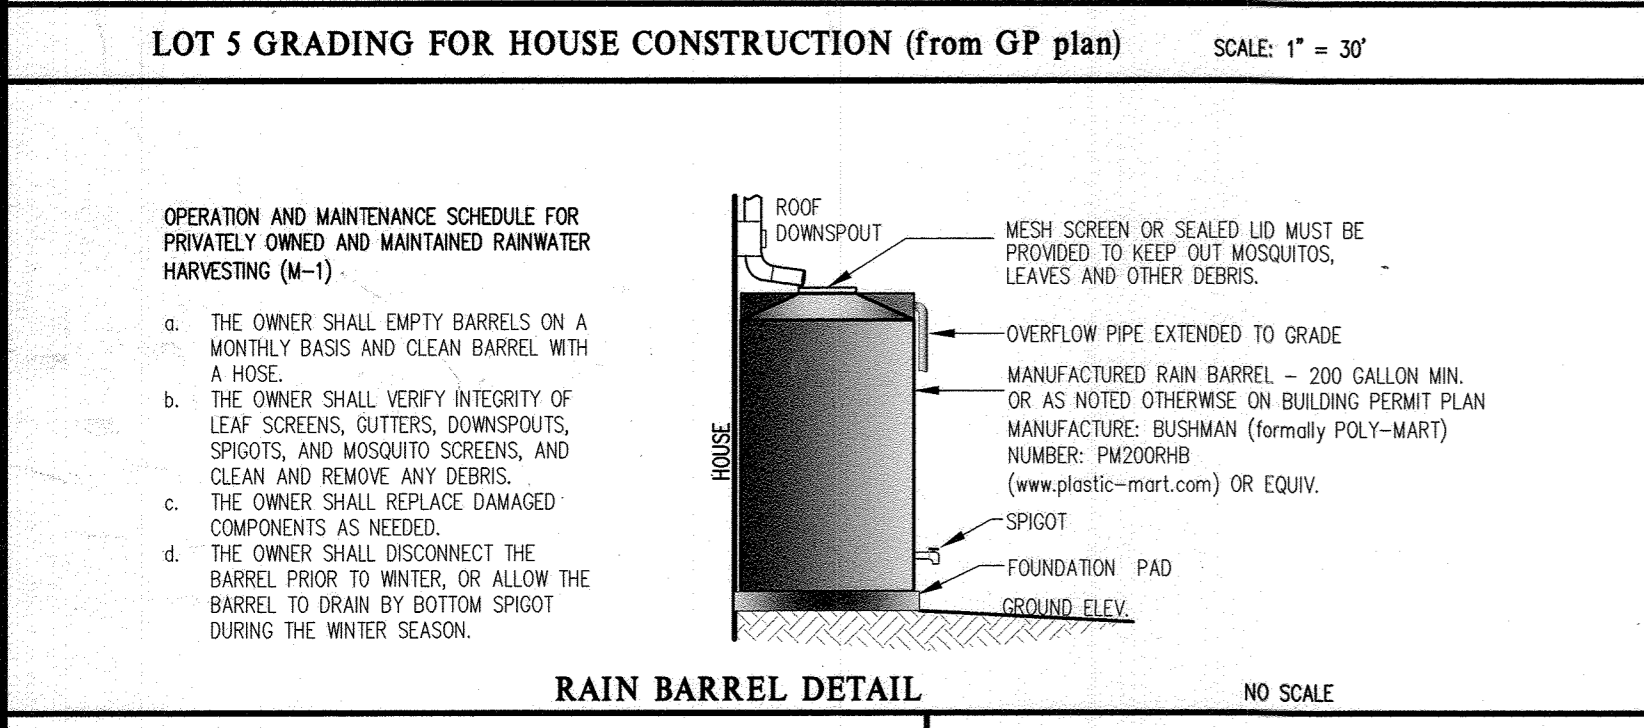 LOT 5 GRADING FOR HOUSE CONSTRUCTION (from GP plan)
SCALE: 1" = 30'
OPERATION AND MAINTENANCE SCHEDULE FOR
PRIVATELY OWNED AND MAINTAINED RAINWATER
HARVESTING (M-1)
a. THE OWNER SHALL EMPTY BARRELS ON A
MONTHLY BASIS AND CLEAN BARREL WITH
A HOSE.
b. THE OWNER SHALL VERIFY INTEGRITY OF
LEAF SCREENS, GUTTERS, DOWNSPOUTS,
SPIGOTS, AND MOSQUITO SCREENS, AND
CLEAN AND REMOVE ANY DEBRIS.
c. THE OWNER SHALL REPLACE DAMAGED
COMPONENTS AS NEEDED.
d. THE OWNER SHALL DISCONNECT THE
BARREL PRIOR TO WINTER, OR ALLOW THE
BARREL TO DRAIN BY BOTTOM SPIGOT
DURING THE WINTER SEASON.
HOUSE
ROOF
DOWNSPOUT
MESH SCREEN OR SEALED LID MUST BE
PROVIDED TO KEEP OUT MOSQUITOS,
LEAVES AND OTHER DEBRIS.
OVERFLOW PIPE EXTENDED TO GRADE
MANUFACTURED RAIN BARREL - 200 GALLON MIN.
OR AS NOTED OTHERWISE ON BUILDING PERMIT PLAN
MANUFACTURE: BUSHMAN (formally POLY-MART)
NUMBER: PM200RHB
(www.plastic-mart.com) OR EQUIV.
SPIGOT
FOUNDATION PAD
GROUND ELEV.
RAIN BARREL DETAIL
NO SCALE